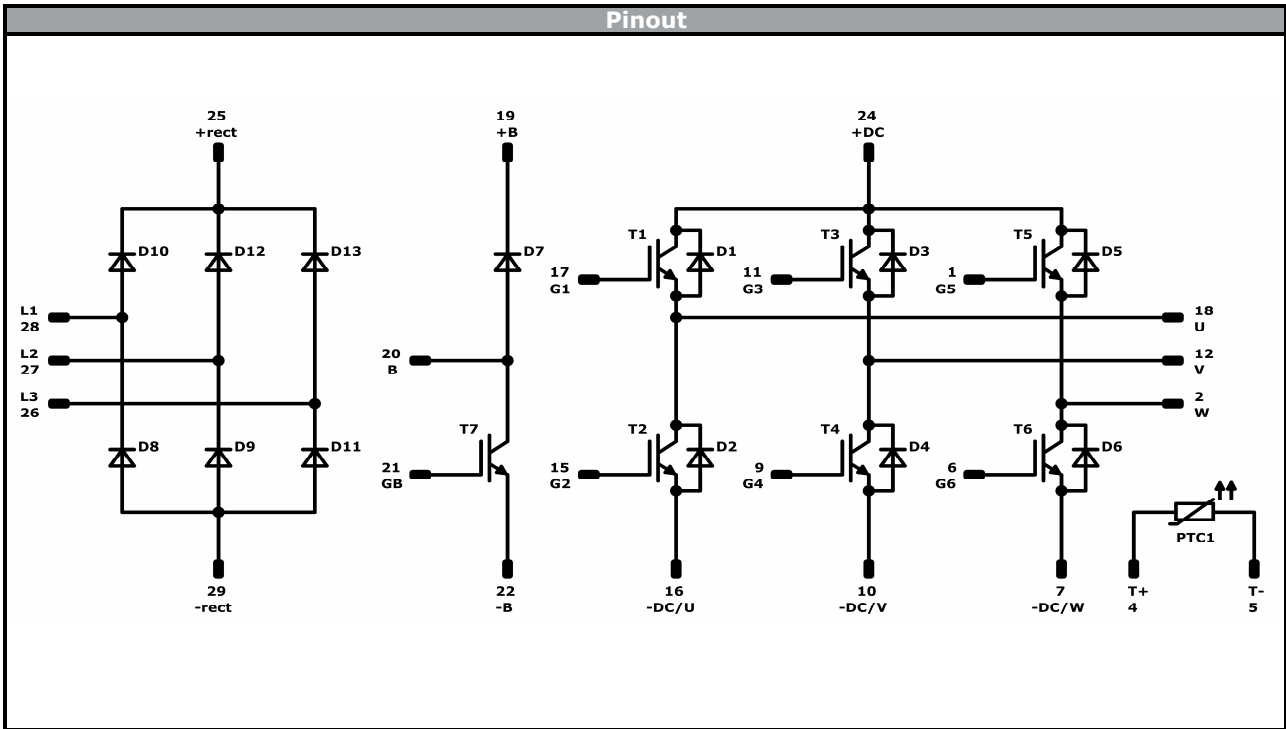 Pinout
25
+rect
19
+B
24
+DC
D10
D12
D13
D7
T1
D1
T3
D3
T5
D5
17
G1
11
G3
1
G5
L1
28
18
U
L2
27
20
B
12
V
L3
26
2
W
D8
D9
D11
T7
T2
D2
T4
D4
T6
D6
21
GB
15
G2
9
G4
6
G6
PTC1
29
-rect
22
-B
16
-DC/U
10
-DC/V
7
-DC/W
T+
4
T-
5